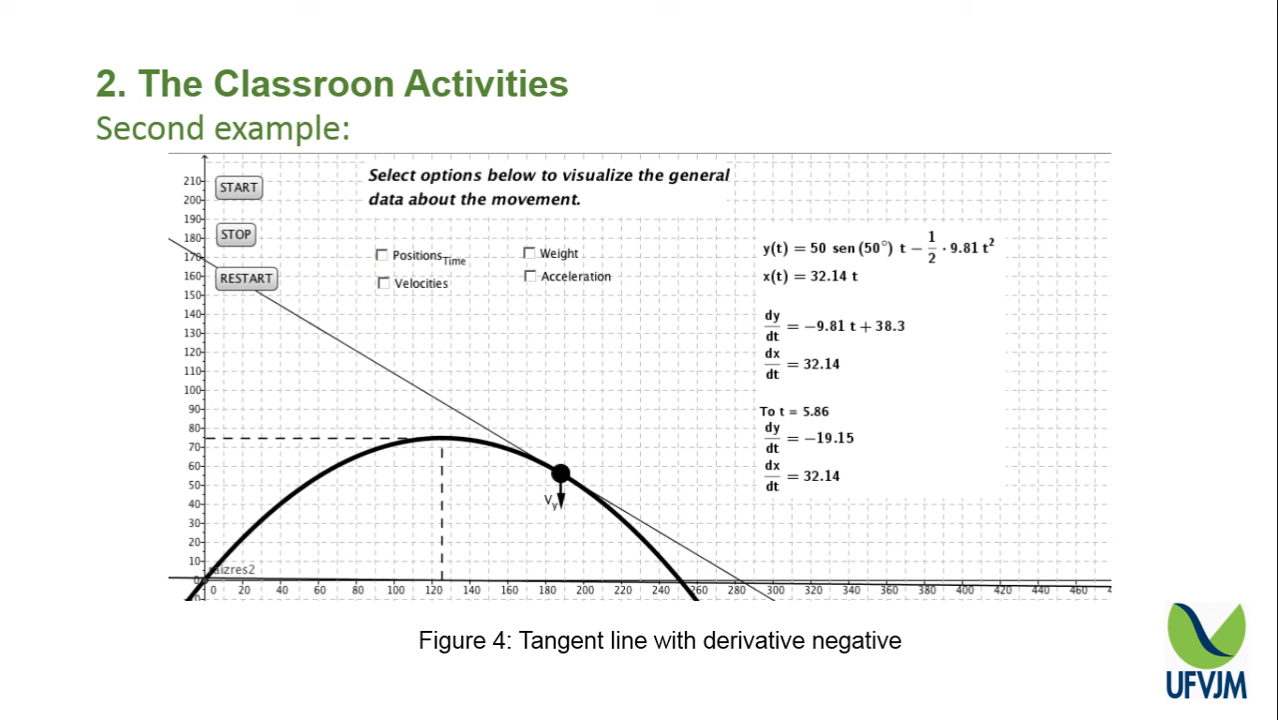 2. The Classroon Activities
Second example:
Select options below to visualize the general
data about the movement.
START
STOP
RESTART
Positions Time
Weight
Velocities
Acceleration
y(t) = 50 sen (50°) t − 1/2 · 9.81 t²
x(t) = 32.14 t
dy/dt = −9.81 t + 38.3
dx/dt = 32.14
To t = 5.86
dy/dt = −19.15
dx/dt = 32.14
210
200
190
180
170
160
150
140
130
120
110
100
90
80
70
60
50
40
30
20
10
0
Vy
aizres2
0 20 40 60 80 100 120 140 160 180 200 220 240 260 280 300 320 340 360 380 400 420 440 460 4
Figure 4: Tangent line with derivative negative
UFVJM